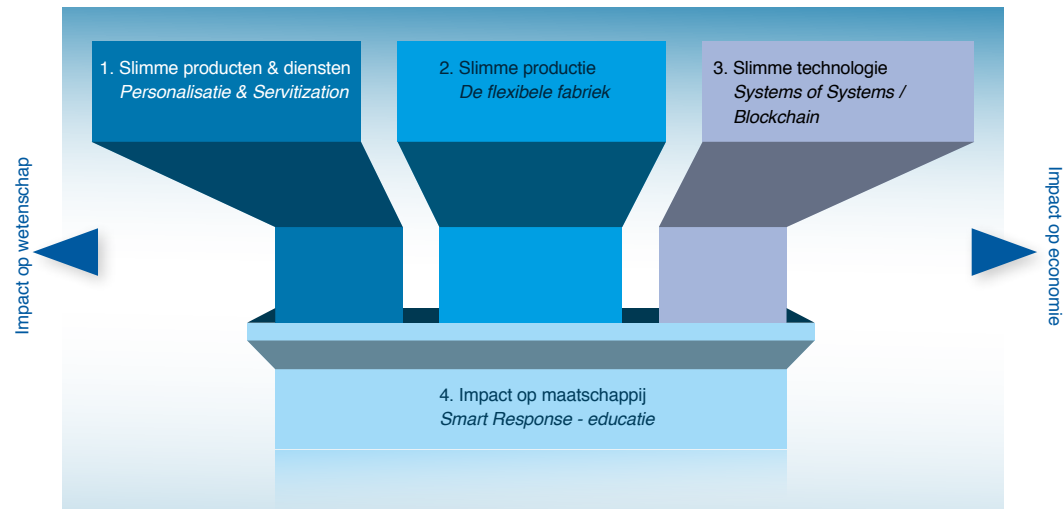 1. Slimme producten & diensten
Personalisatie & Servitization
2. Slimme productie
De flexibele fabriek
3. Slimme technologie
Systems of Systems /
Blockchain
Impact op wetenschap
Impact op economie
4. Impact op maatschappij
Smart Response - educatie